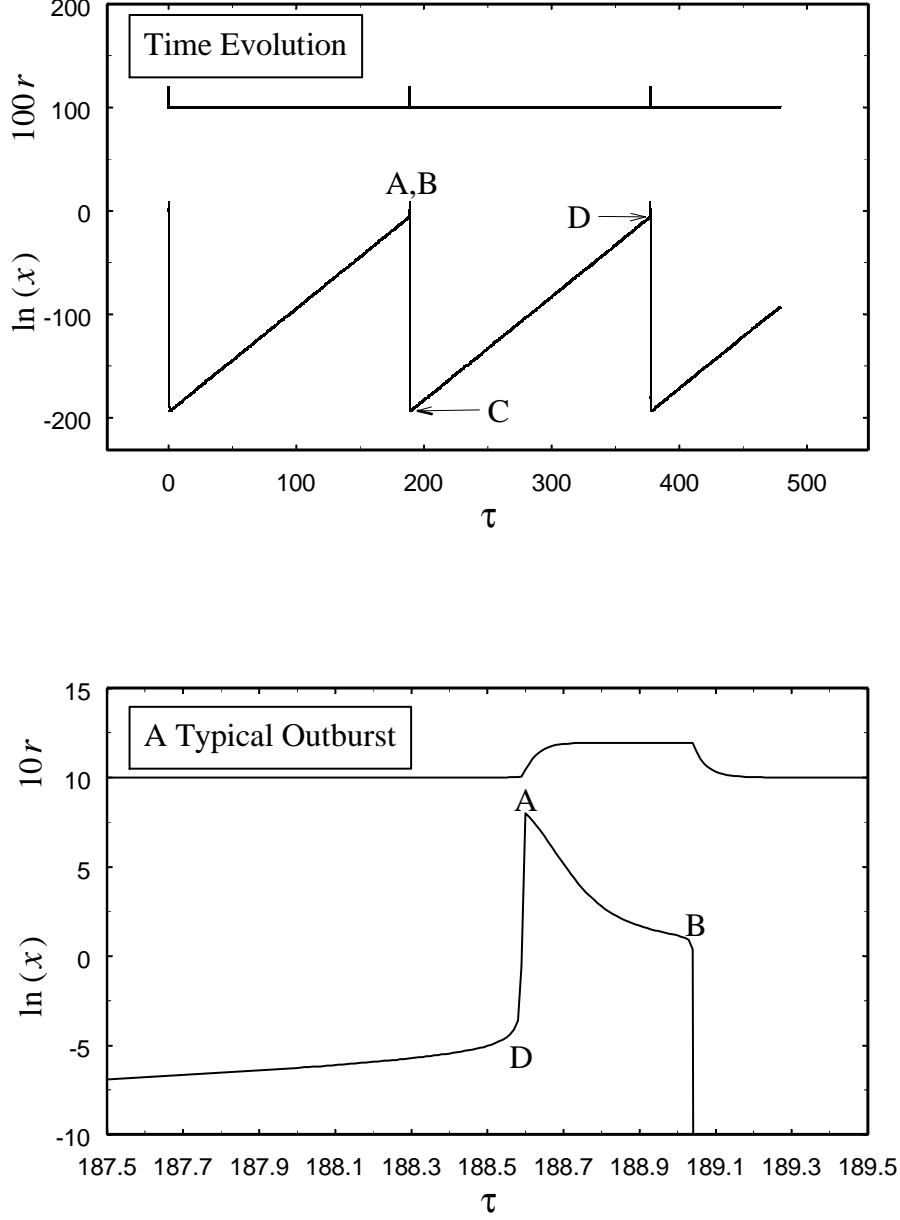 200
Time Evolution
100 r
100
A,B
0
D
ln (x)
-100
C
-200
0 100 200 300 400 500
τ
15
A Typical Outburst
10 r
10
A
5
B
ln (x)
0
-5
D
-10
187.5 187.7 187.9 188.1 188.3 188.5 188.7 188.9 189.1 189.3 189.5
τ